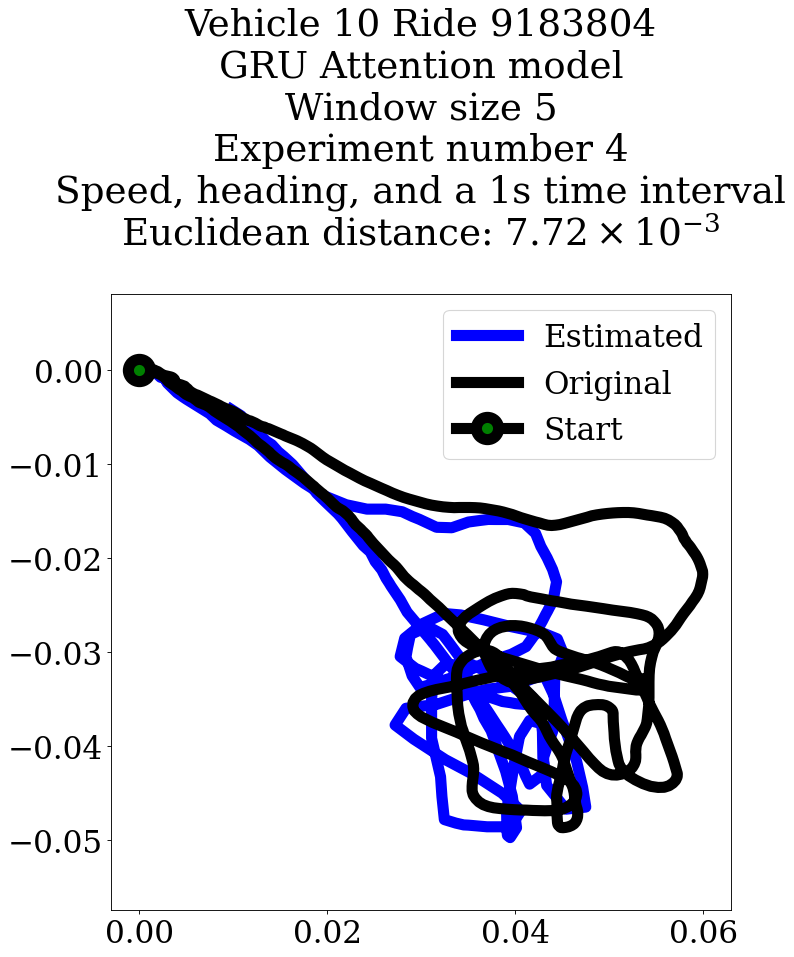 Vehicle 10 Ride 9183804
GRU Attention model
Window size 5
Experiment number 4
Speed, heading, and a 1s time interval
Euclidean distance: 7.72 × 10⁻³
Estimated
Original
Start
0.00
−0.01
−0.02
−0.03
−0.04
−0.05
0.00 0.02 0.04 0.06